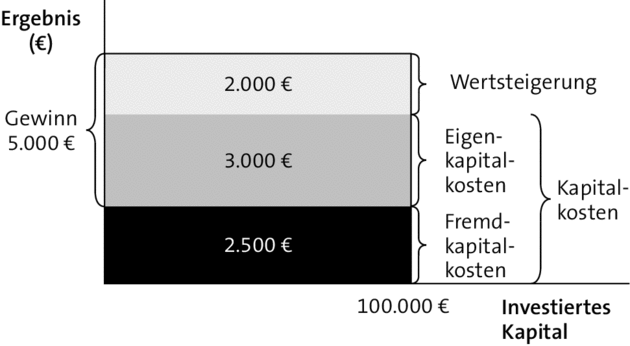 Ergebnis
(€)
2.000 €
Wertsteigerung
Gewinn
5.000 €
3.000 €
Eigen-
kapital-
kosten
Kapital-
kosten
2.500 €
Fremd-
kapital-
kosten
100.000 €
Investiertes
Kapital